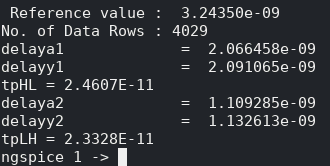 Reference value :  3.24350e-09
No. of Data Rows : 4029
delaya1             =  2.066458e-09
delayy1             =  2.091065e-09
tpHL = 2.4607E-11
delaya2             =  1.109285e-09
delayy2             =  1.132613e-09
tpLH = 2.3328E-11
ngspice 1 ->